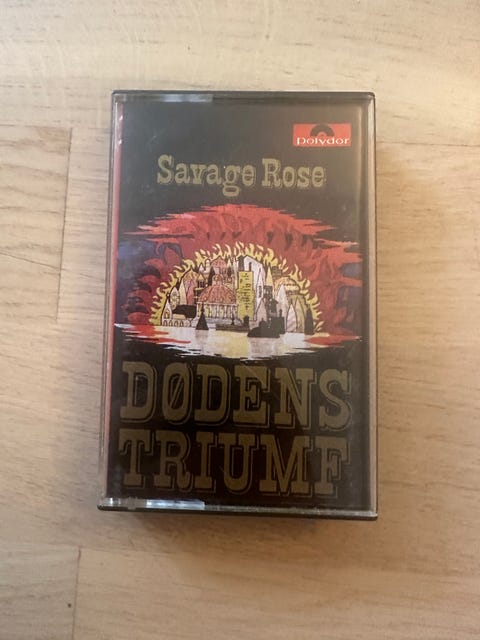 Polydor
Savage Rose
DØDENS
TRIUMF